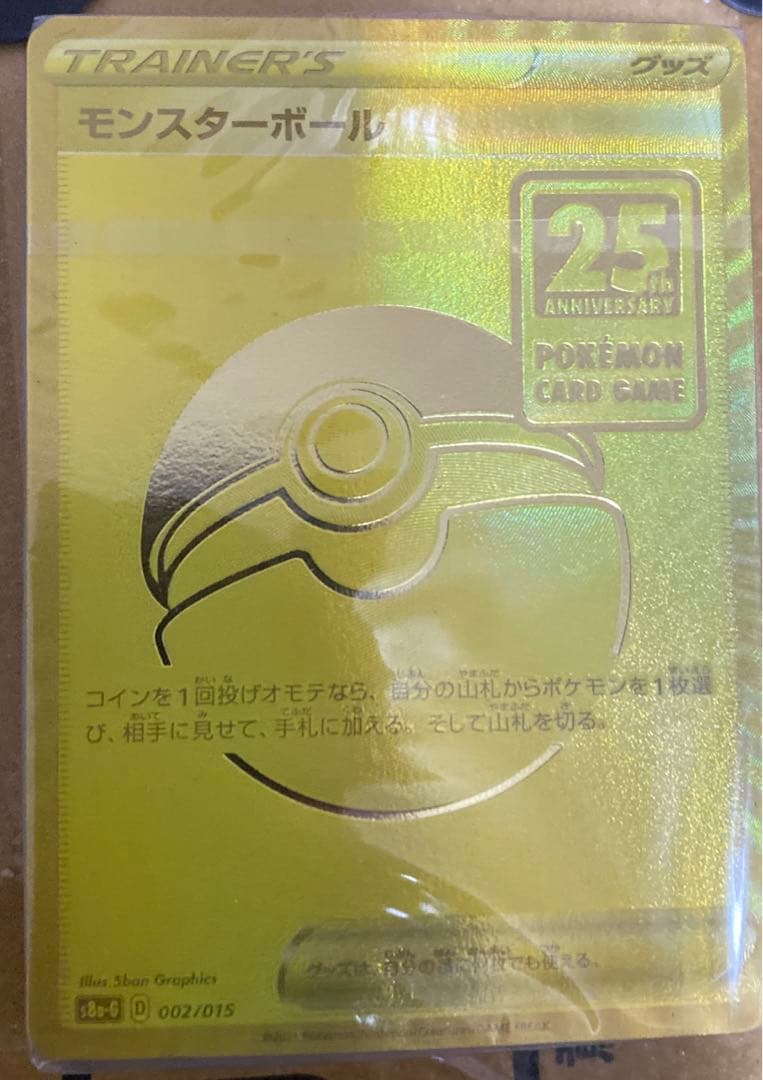 TRAINER'S グッズ
モンスターボール
25th
ANNIVERSARY
POKÉMON
CARD GAME
コインを1回投げオモテなら、自分の山札からポケモンを1枚選
び、相手に見せて、手札に加える。そして山札を切る。
グッズは、自分の番に何枚でも使える。
Illus. 5ban Graphics
s8a-G D 002/015